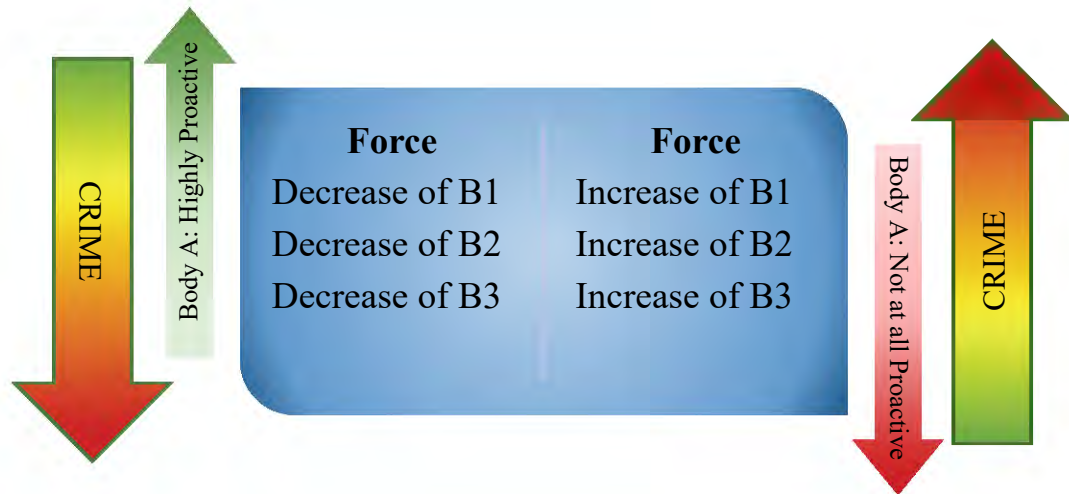 CRIME
Body A: Highly Proactive
Force
Decrease of B1
Decrease of B2
Decrease of B3
Force
Increase of B1
Increase of B2
Increase of B3
Body A: Not at all Proactive
CRIME